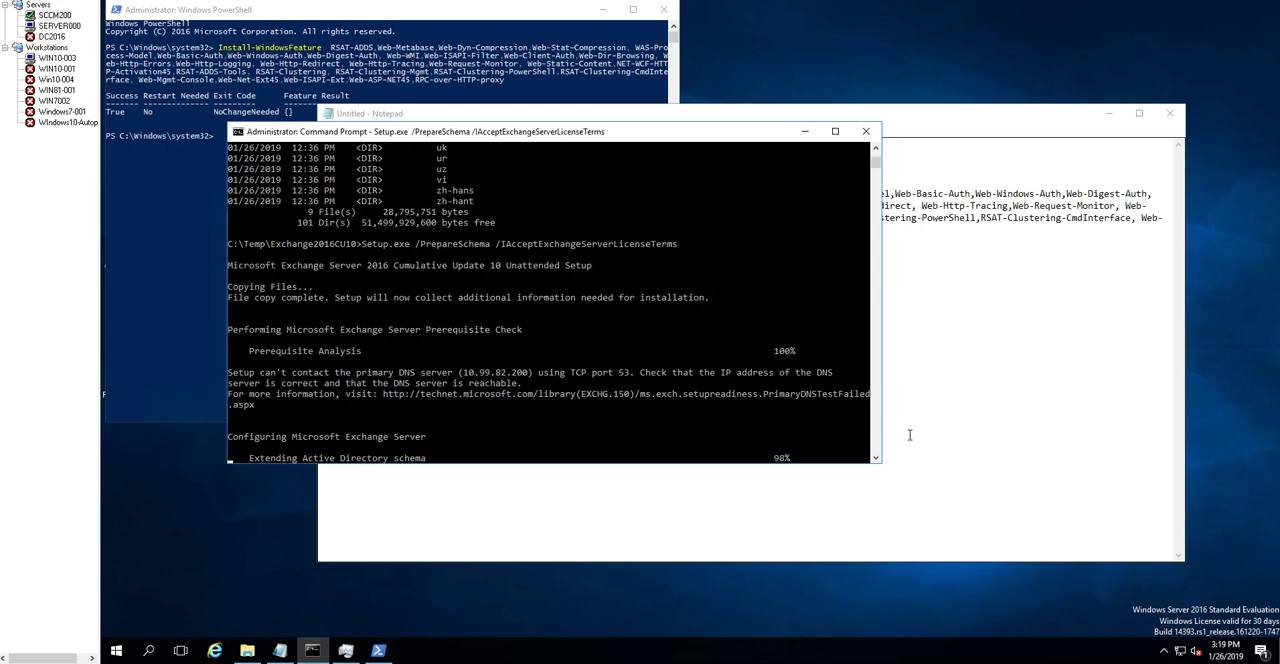 Servers
SCCM200
SERVER000
DC2016
Workstations
WIN10-003
WIN10-001
Win10-004
WIN81-001
WIN7002
Windows7-001
WIndows10-Autop
Administrator: Windows PowerShell
Windows PowerShell
Copyright (C) 2016 Microsoft Corporation. All rights reserved.
PS C:\Windows\system32> Install-WindowsFeature  RSAT-ADDS,Web-Metabase,Web-Dyn-Compression,Web-Stat-Compression, WAS-Pro
cess-Model,Web-Basic-Auth,Web-Windows-Auth,Web-Digest-Auth, Web-WMI,Web-ISAPI-Filter,Web-Client-Auth,Web-Dir-Browsing, W
eb-Http-Errors,Web-Http-Logging, Web-Http-Redirect, Web-Http-Tracing,Web-Request-Monitor, Web-Static-Content,NET-WCF-HTT
P-Activation45,RSAT-ADDS-Tools, RSAT-Clustering, RSAT-Clustering-Mgmt,RSAT-Clustering-PowerShell,RSAT-Clustering-CmdInte
rface, Web-Mgmt-Console,Web-Net-Ext45,Web-ISAPI-Ext,Web-ASP-NET45,RPC-over-HTTP-proxy
Success Restart Needed Exit Code      Feature Result
------- -------------- ---------      --------------
True    No             NoChangeNeeded {}
PS C:\Windows\system32>
Untitled - Notepad
el,Web-Basic-Auth,Web-Windows-Auth,Web-Digest-Auth,
direct, Web-Http-Tracing,Web-Request-Monitor, Web-
stering-PowerShell,RSAT-Clustering-CmdInterface, Web-
Administrator: Command Prompt - Setup.exe  /PrepareSchema /IAcceptExchangeServerLicenseTerms
01/26/2019  12:36 PM    <DIR>          uk
01/26/2019  12:36 PM    <DIR>          ur
01/26/2019  12:36 PM    <DIR>          uz
01/26/2019  12:36 PM    <DIR>          vi
01/26/2019  12:36 PM    <DIR>          zh-hans
01/26/2019  12:36 PM    <DIR>          zh-hant
9 File(s)     28,795,751 bytes
101 Dir(s)  51,499,929,600 bytes free
C:\Temp\Exchange2016CU10>Setup.exe /PrepareSchema /IAcceptExchangeServerLicenseTerms
Microsoft Exchange Server 2016 Cumulative Update 10 Unattended Setup
Copying Files...
File copy complete. Setup will now collect additional information needed for installation.
Performing Microsoft Exchange Server Prerequisite Check
Prerequisite Analysis                                                                             100%
Setup can't contact the primary DNS server (10.99.82.200) using TCP port 53. Check that the IP address of the DNS
server is correct and that the DNS server is reachable.
For more information, visit: http://technet.microsoft.com/library(EXCHG.150)/ms.exch.setupreadiness.PrimaryDNSTestFailed
.aspx
Configuring Microsoft Exchange Server
Extending Active Directory schema                                                                 98%
Windows Server 2016 Standard Evaluation
Windows License valid for 30 days
Build 14393.rs1_release.161220-1747
3:19 PM
1/26/2019
1